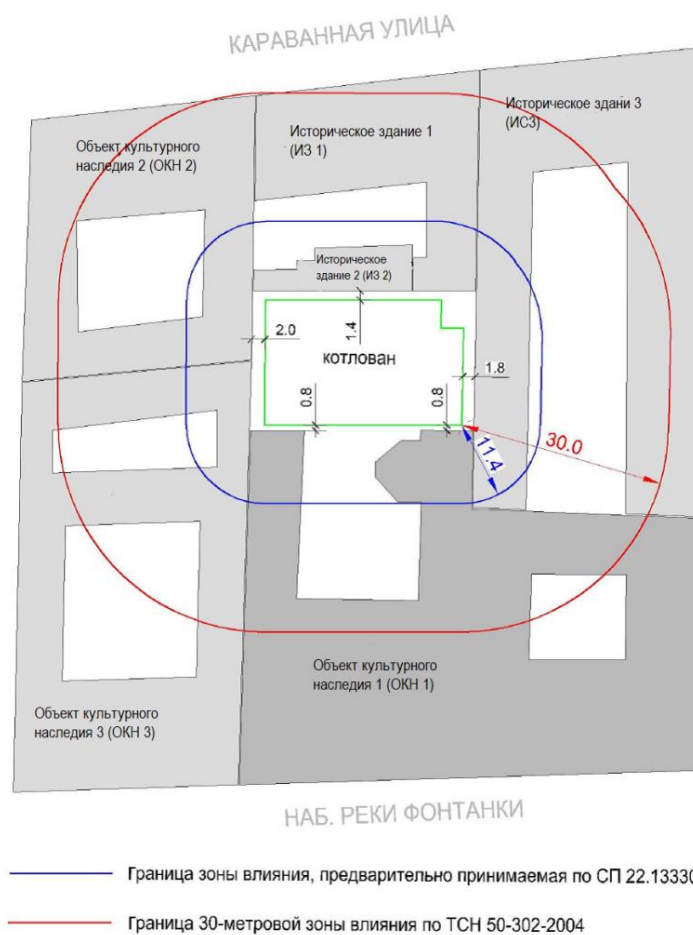 КАРАВАННАЯ УЛИЦА
Объект культурного
наследия 2 (ОКН 2)
Историческое здание 1
(ИЗ 1)
Историческое здани 3
(ИС3)
Историческое
здание 2 (ИЗ 2)
2.0
1.4
котлован
1.8
0.8
0.8
11.4
30.0
Объект культурного
наследия 1 (ОКН 1)
Объект культурного
наследия 3 (ОКН 3)
НАБ. РЕКИ ФОНТАНКИ
Граница зоны влияния, предварительно принимаемая по СП 22.13330
Граница 30-метровой зоны влияния по ТСН 50-302-2004